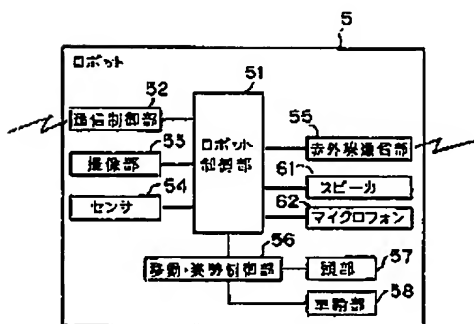 5
ロボット
51
52
通信制御部
53
撮像部
54
センサ
ロボット
制御部
55
赤外線通信部
61
スピーカ
62
マイクロフォン
56
移動・姿勢制御部
57
頭部
58
車輪部